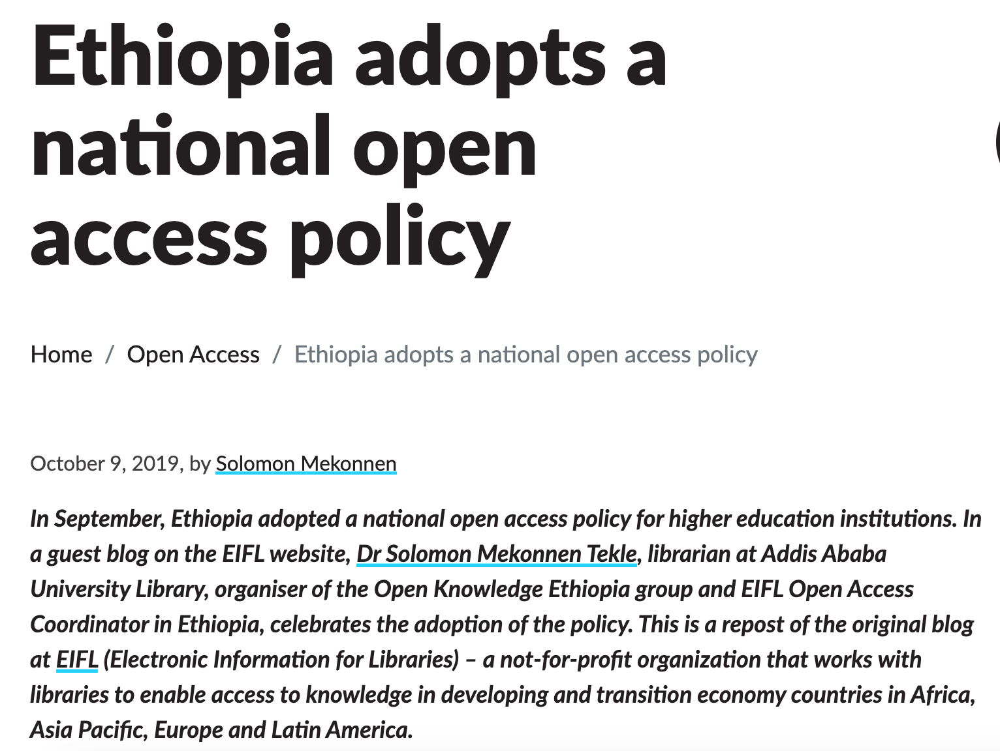 Ethiopia adopts a
national open
access policy
Home / Open Access / Ethiopia adopts a national open access policy
October 9, 2019, by Solomon Mekonnen
In September, Ethiopia adopted a national open access policy for higher education institutions. In
a guest blog on the EIFL website, Dr Solomon Mekonnen Tekle, librarian at Addis Ababa
University Library, organiser of the Open Knowledge Ethiopia group and EIFL Open Access
Coordinator in Ethiopia, celebrates the adoption of the policy. This is a repost of the original blog
at EIFL (Electronic Information for Libraries) – a not-for-profit organization that works with
libraries to enable access to knowledge in developing and transition economy countries in Africa,
Asia Pacific, Europe and Latin America.